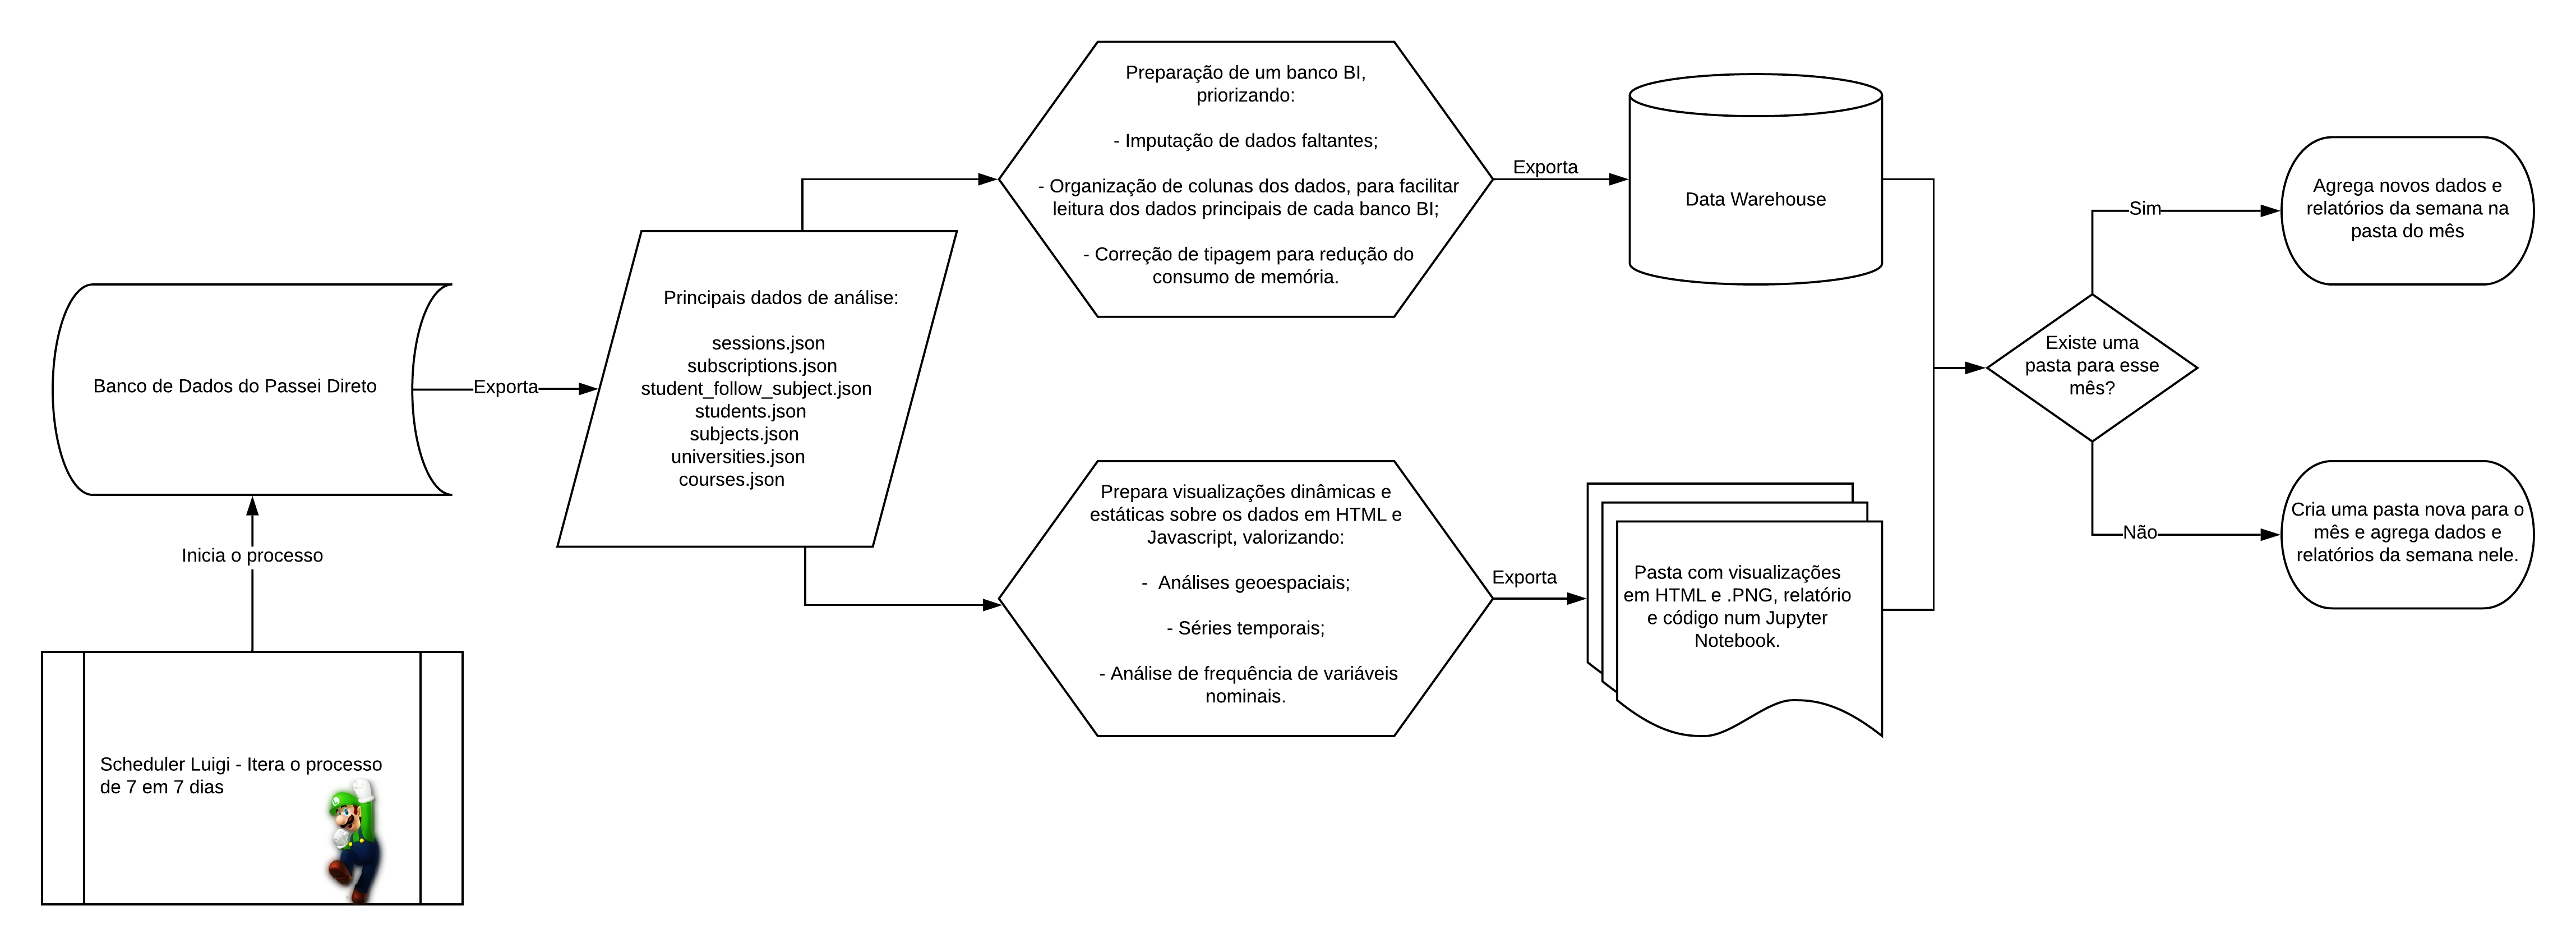 Preparação de um banco BI,
priorizando:
- Imputação de dados faltantes;
- Organização de colunas dos dados, para facilitar
leitura dos dados principais de cada banco BI;
- Correção de tipagem para redução do
consumo de memória.
Exporta
Data Warehouse
Sim
Agrega novos dados e
relatórios da semana na
pasta do mês
Banco de Dados do Passei Direto
Exporta
Principais dados de análise:
sessions.json
subscriptions.json
student_follow_subject.json
students.json
subjects.json
universities.json
courses.json
Existe uma
pasta para esse
mês?
Inicia o processo
Prepara visualizações dinâmicas e
estáticas sobre os dados em HTML e
Javascript, valorizando:
-  Análises geoespaciais;
- Séries temporais;
- Análise de frequência de variáveis
nominais.
Exporta
Pasta com visualizações
em HTML e .PNG, relatório
e código num Jupyter
Notebook.
Não
Cria uma pasta nova para o
mês e agrega dados e
relatórios da semana nele.
Scheduler Luigi - Itera o processo
de 7 em 7 dias